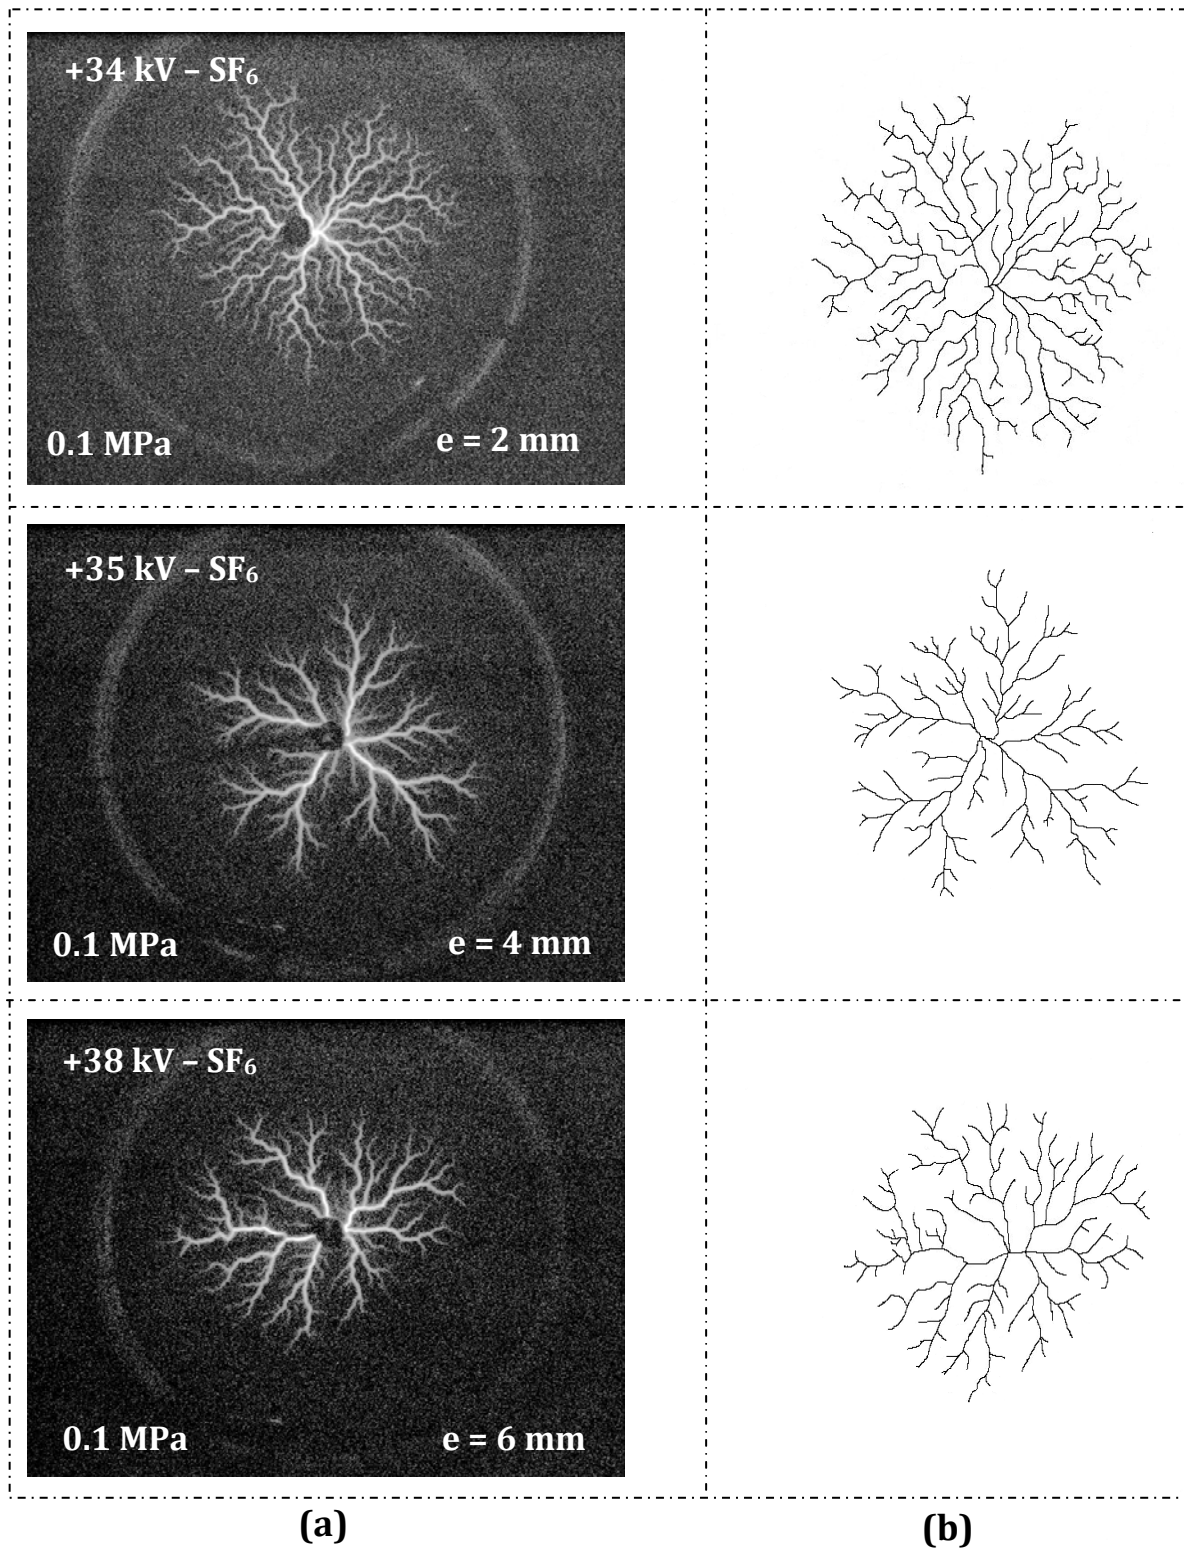 +34 kV – SF₆
0.1 MPa
e = 2 mm
+35 kV – SF₆
0.1 MPa
e = 4 mm
+38 kV – SF₆
0.1 MPa
e = 6 mm
(a)
(b)